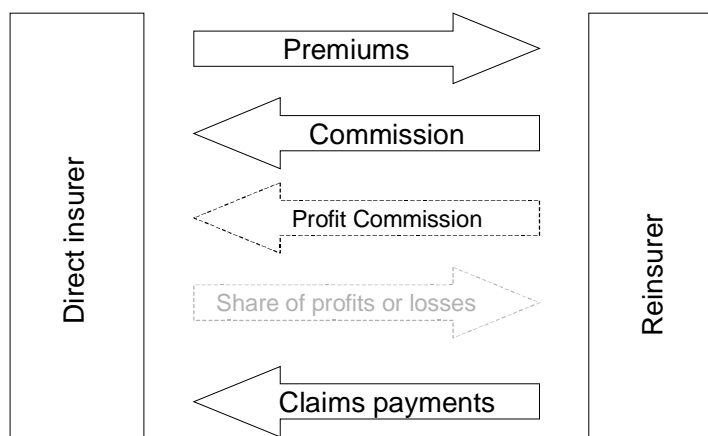 Direct insurer
Premiums
Commission
Profit Commission
Share of profits or losses
Claims payments
Reinsurer